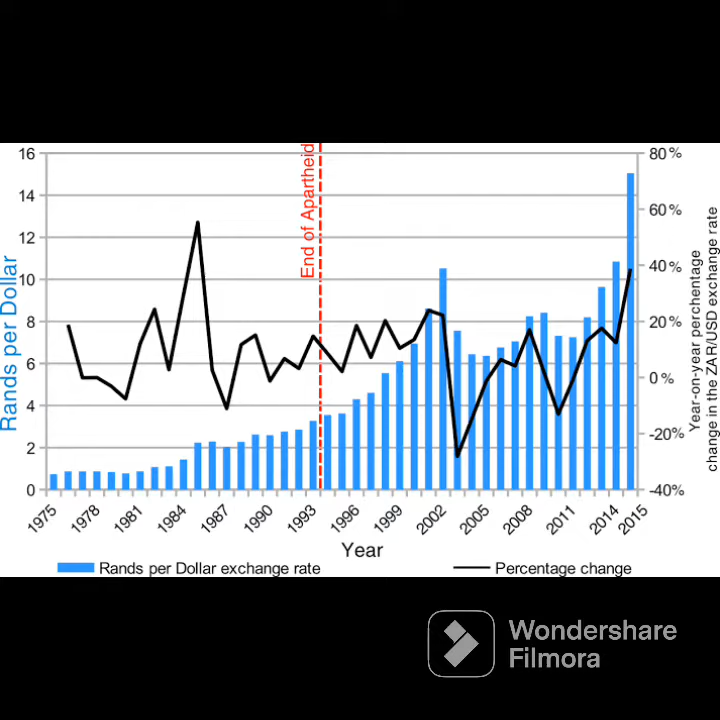 End of Apartheid
16
14
12
10
8
6
4
2
0
Rands per Dollar
80%
60%
40%
20%
0%
-20%
-40%
Year-on-year percentage
change in the ZAR/USD exchange rate
1975 1978 1981 1984 1987 1990 1993 1996 1999 2002 2005 2008 2011 2014 2015
Year
Rands per Dollar exchange rate Percentage change
Wondershare
Filmora